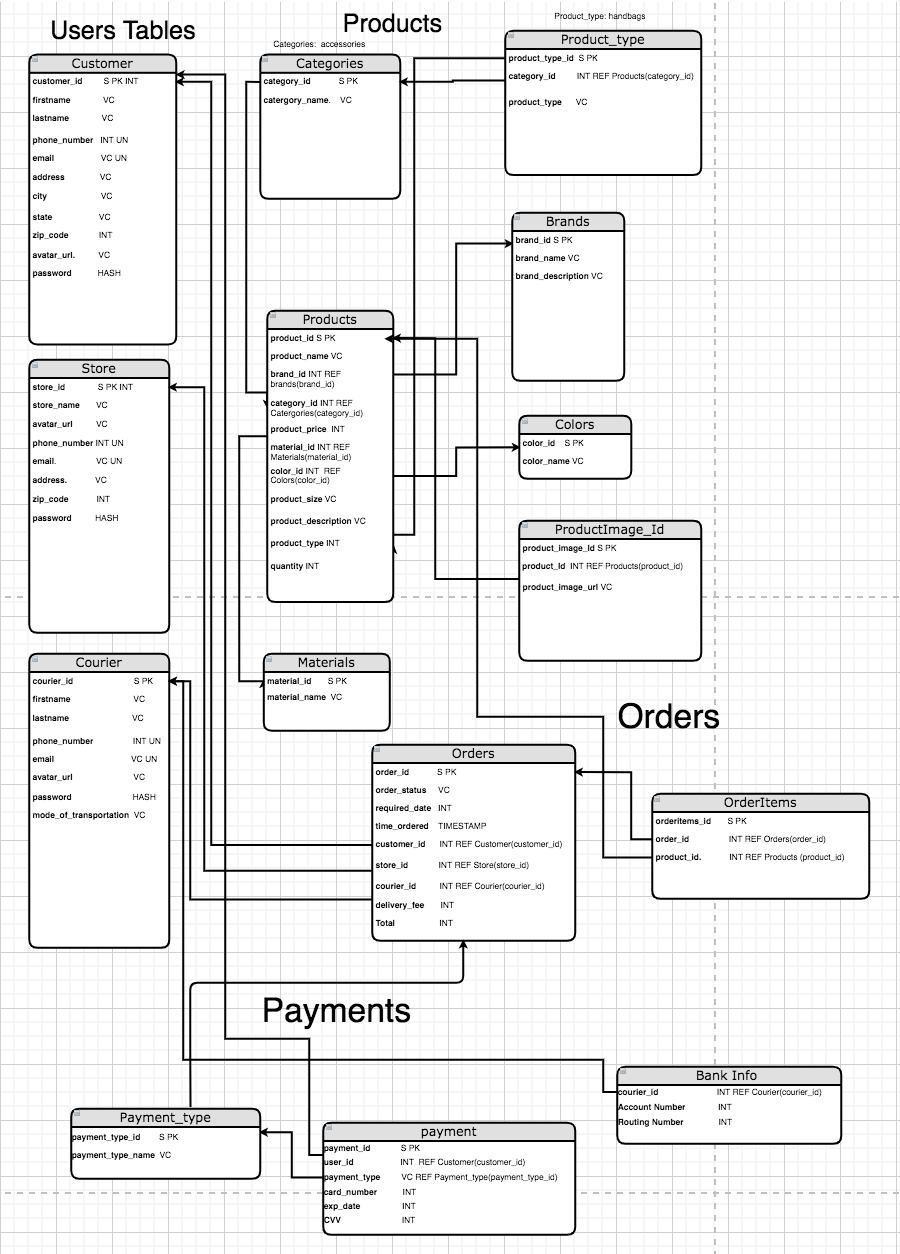 Users Tables
Products
Product_type: handbags
Categories: accessories
Customer
customer_id S PK INT
firstname VC
lastname VC
phone_number INT UN
email VC UN
address VC
city VC
state VC
zip_code INT
avatar_url. VC
password HASH
Categories
category_id S PK
catergory_name. VC
Product_type
product_type_id S PK
category_id INT REF Products(category_id)
product_type VC
Brands
brand_id S PK
brand_name VC
brand_description VC
Products
product_id S PK
product_name VC
brand_id INT REF
brands(brand_id)
category_id INT REF
Catergories(category_id)
product_price INT
material_id INT REF
Materials(material_id)
color_id INT REF
Colors(color_id)
product_size VC
product_description VC
product_type INT
quantity INT
Store
store_id S PK INT
store_name VC
avatar_url VC
phone_number INT UN
email. VC UN
address. VC
zip_code INT
password HASH
Colors
color_id S PK
color_name VC
ProductImage_Id
product_image_Id S PK
product_Id INT REF Products(product_id)
product_image_url VC
Courier
courier_id S PK
firstname VC
lastname VC
phone_number INT UN
email VC UN
avatar_url VC
password HASH
mode_of_transportation VC
Materials
material_id S PK
material_name VC
Orders
Orders
order_id S PK
order_status VC
required_date INT
time_ordered TIMESTAMP
customer_id INT REF Customer(customer_id)
store_id INT REF Store(store_id)
courier_id INT REF Courier(courier_id)
delivery_fee INT
Total INT
OrderItems
orderitems_id S PK
order_id INT REF Orders(order_id)
product_id. INT REF Products (product_id)
Payments
Bank Info
courier_id INT REF Courier(courier_id)
Account Number INT
Routing Number INT
Payment_type
payment_type_id S PK
payment_type_name VC
payment
payment_id S PK
user_id INT REF Customer(customer_id)
payment_type VC REF Payment_type(payment_type_id)
card_number INT
exp_date INT
CVV INT